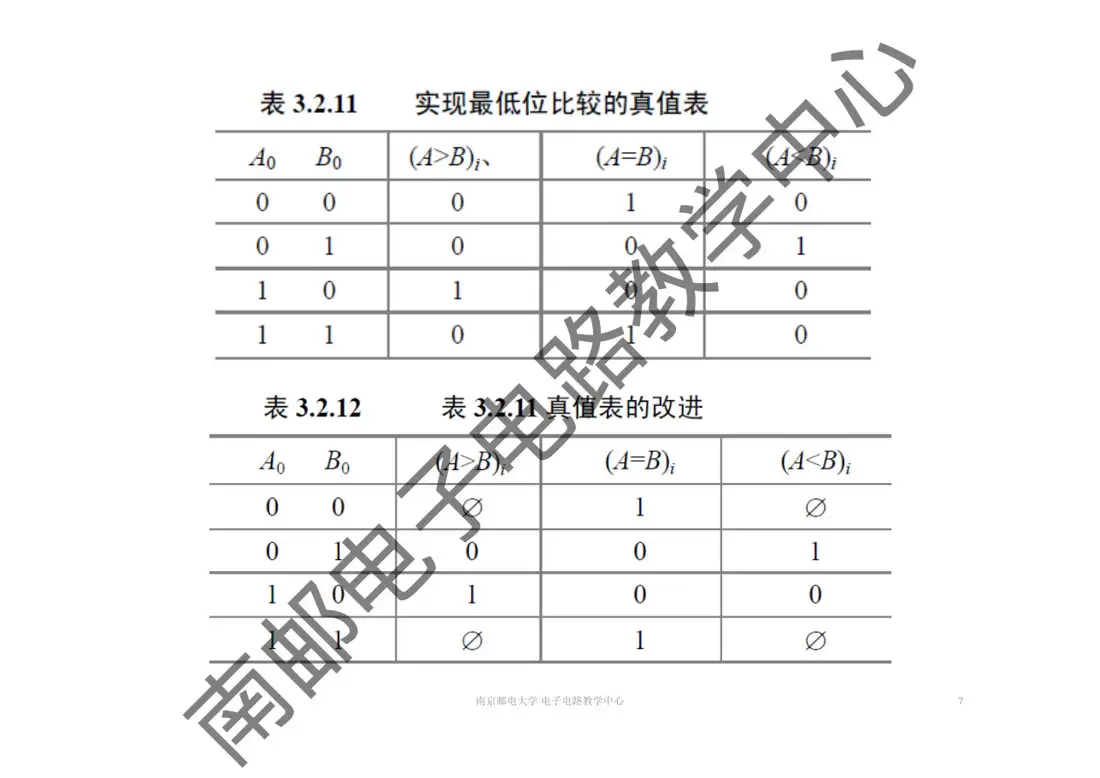 表 3.2.11 实现最低位比较的真值表
A₀ B₀ (A>B)ᵢ、 (A=B)ᵢ (A<B)ᵢ
0 0 0 1 0
0 1 0 0 1
1 0 1 0 0
1 1 0 1 0
表 3.2.12 表 3.2.11 真值表的改进
A₀ B₀ (A>B)ᵢ (A=B)ᵢ (A<B)ᵢ
0 0 ∅ 1 ∅
0 1 0 0 1
1 0 1 0 0
1 1 ∅ 1 ∅
南邮电子电路教学中心
南京邮电大学 电子电路教学中心 7